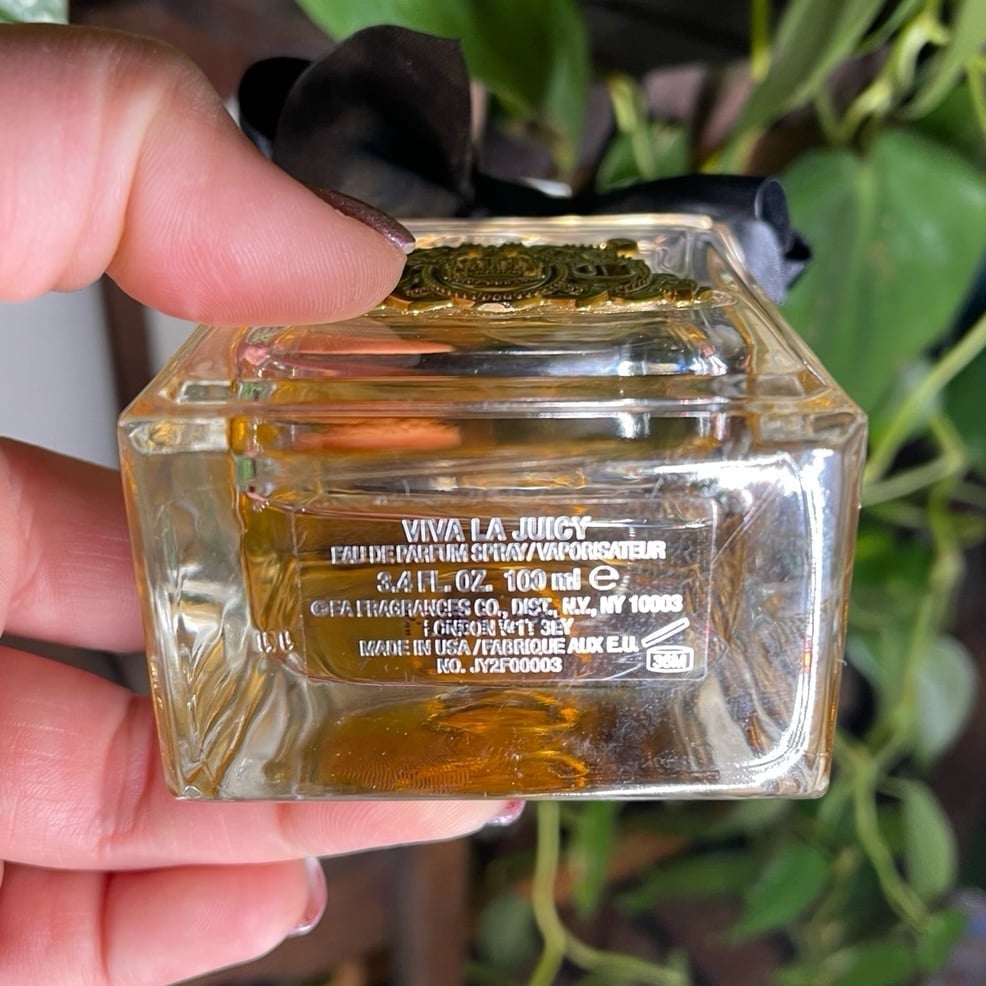 VIVA LA JUICY
EAU DE PARFUM SPRAY/VAPORISATEUR
3.4 FL. OZ. 100 ml e
©EA FRAGRANCES CO., DIST., N.Y., NY 10003
LONDON W1T 3EY
MADE IN USA/FABRIQUE AUX E.U.
36M
NO. JY2F00003